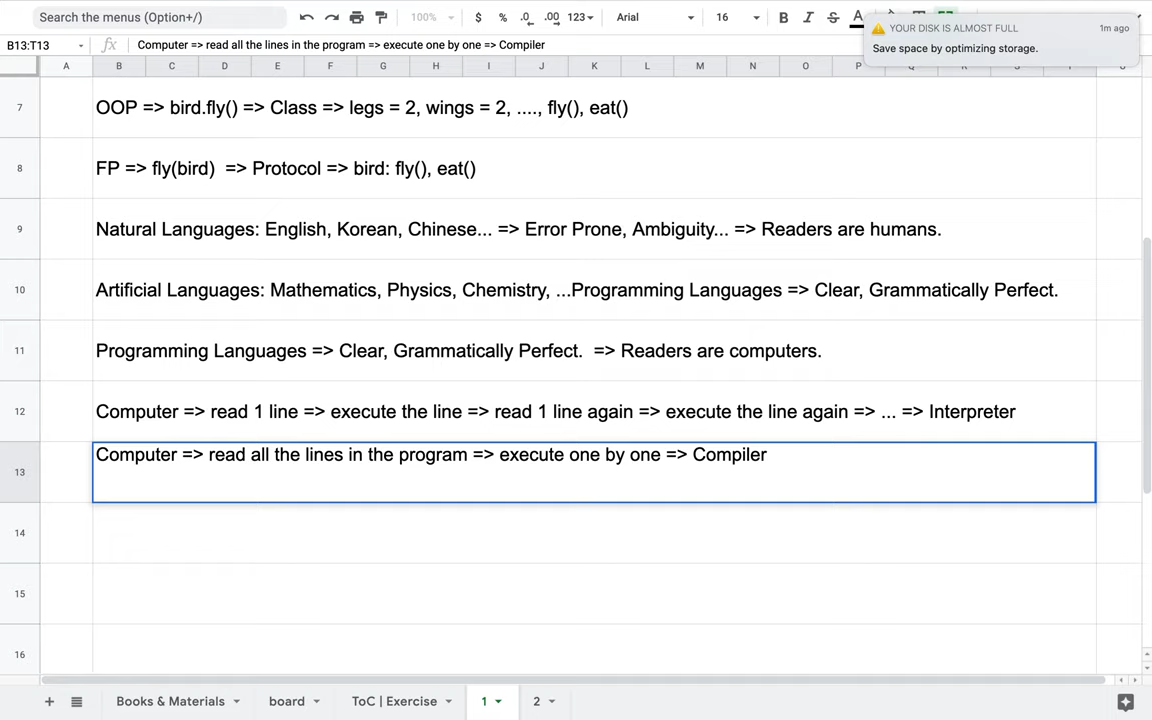 Search the menus (Option+/)
100%
$ % .0 .00 123 Arial 16 B I S A
YOUR DISK IS ALMOST FULL 1m ago
Save space by optimizing storage.
B13:T13 fx Computer => read all the lines in the program => execute one by one => Compiler
A B C D E F G H I J K L M N O P
7 OOP => bird.fly() => Class => legs = 2, wings = 2, ...., fly(), eat()
8 FP => fly(bird)  => Protocol => bird: fly(), eat()
9 Natural Languages: English, Korean, Chinese... => Error Prone, Ambiguity... => Readers are humans.
10 Artificial Languages: Mathematics, Physics, Chemistry, ...Programming Languages => Clear, Grammatically Perfect.
11 Programming Languages => Clear, Grammatically Perfect.  => Readers are computers.
12 Computer => read 1 line => execute the line => read 1 line again => execute the line again => ... => Interpreter
13 Computer => read all the lines in the program => execute one by one => Compiler
14
15
16
Books & Materials board ToC | Exercise 1 2